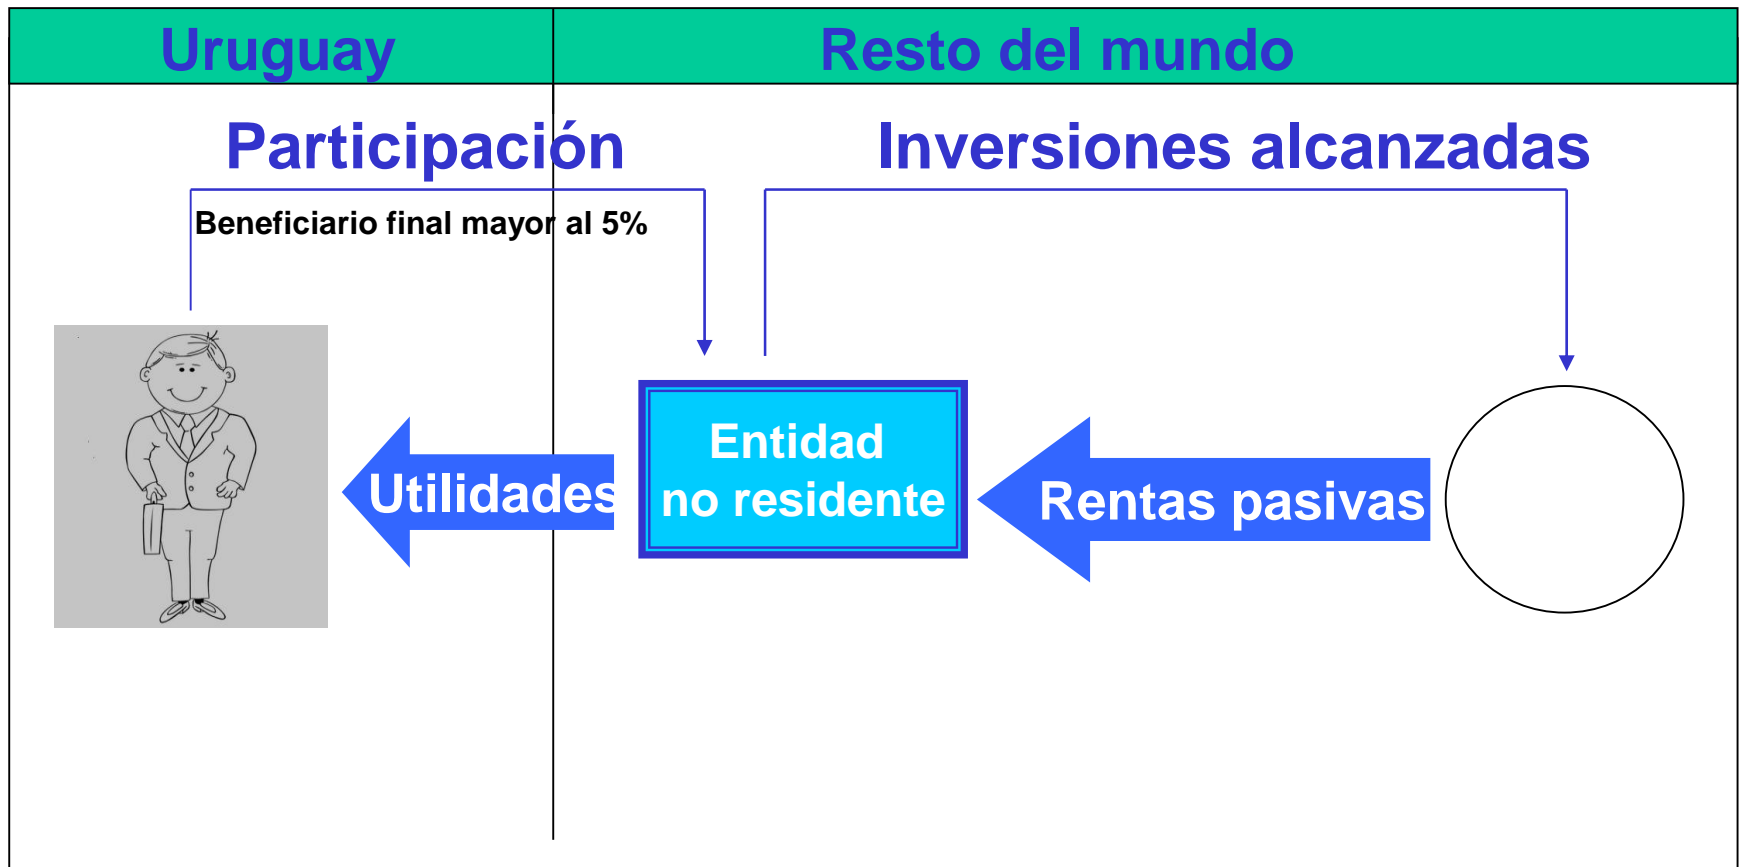 Uruguay
Resto del mundo
Participación
Inversiones alcanzadas
Beneficiario final mayor al 5%
Utilidades
Entidad
no residente
Rentas pasivas